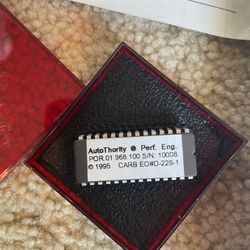 AutoThority @ Perf. Eng.
POR.01.968.100 S/N: 10008
© 1995 CARB EO#D-228-1